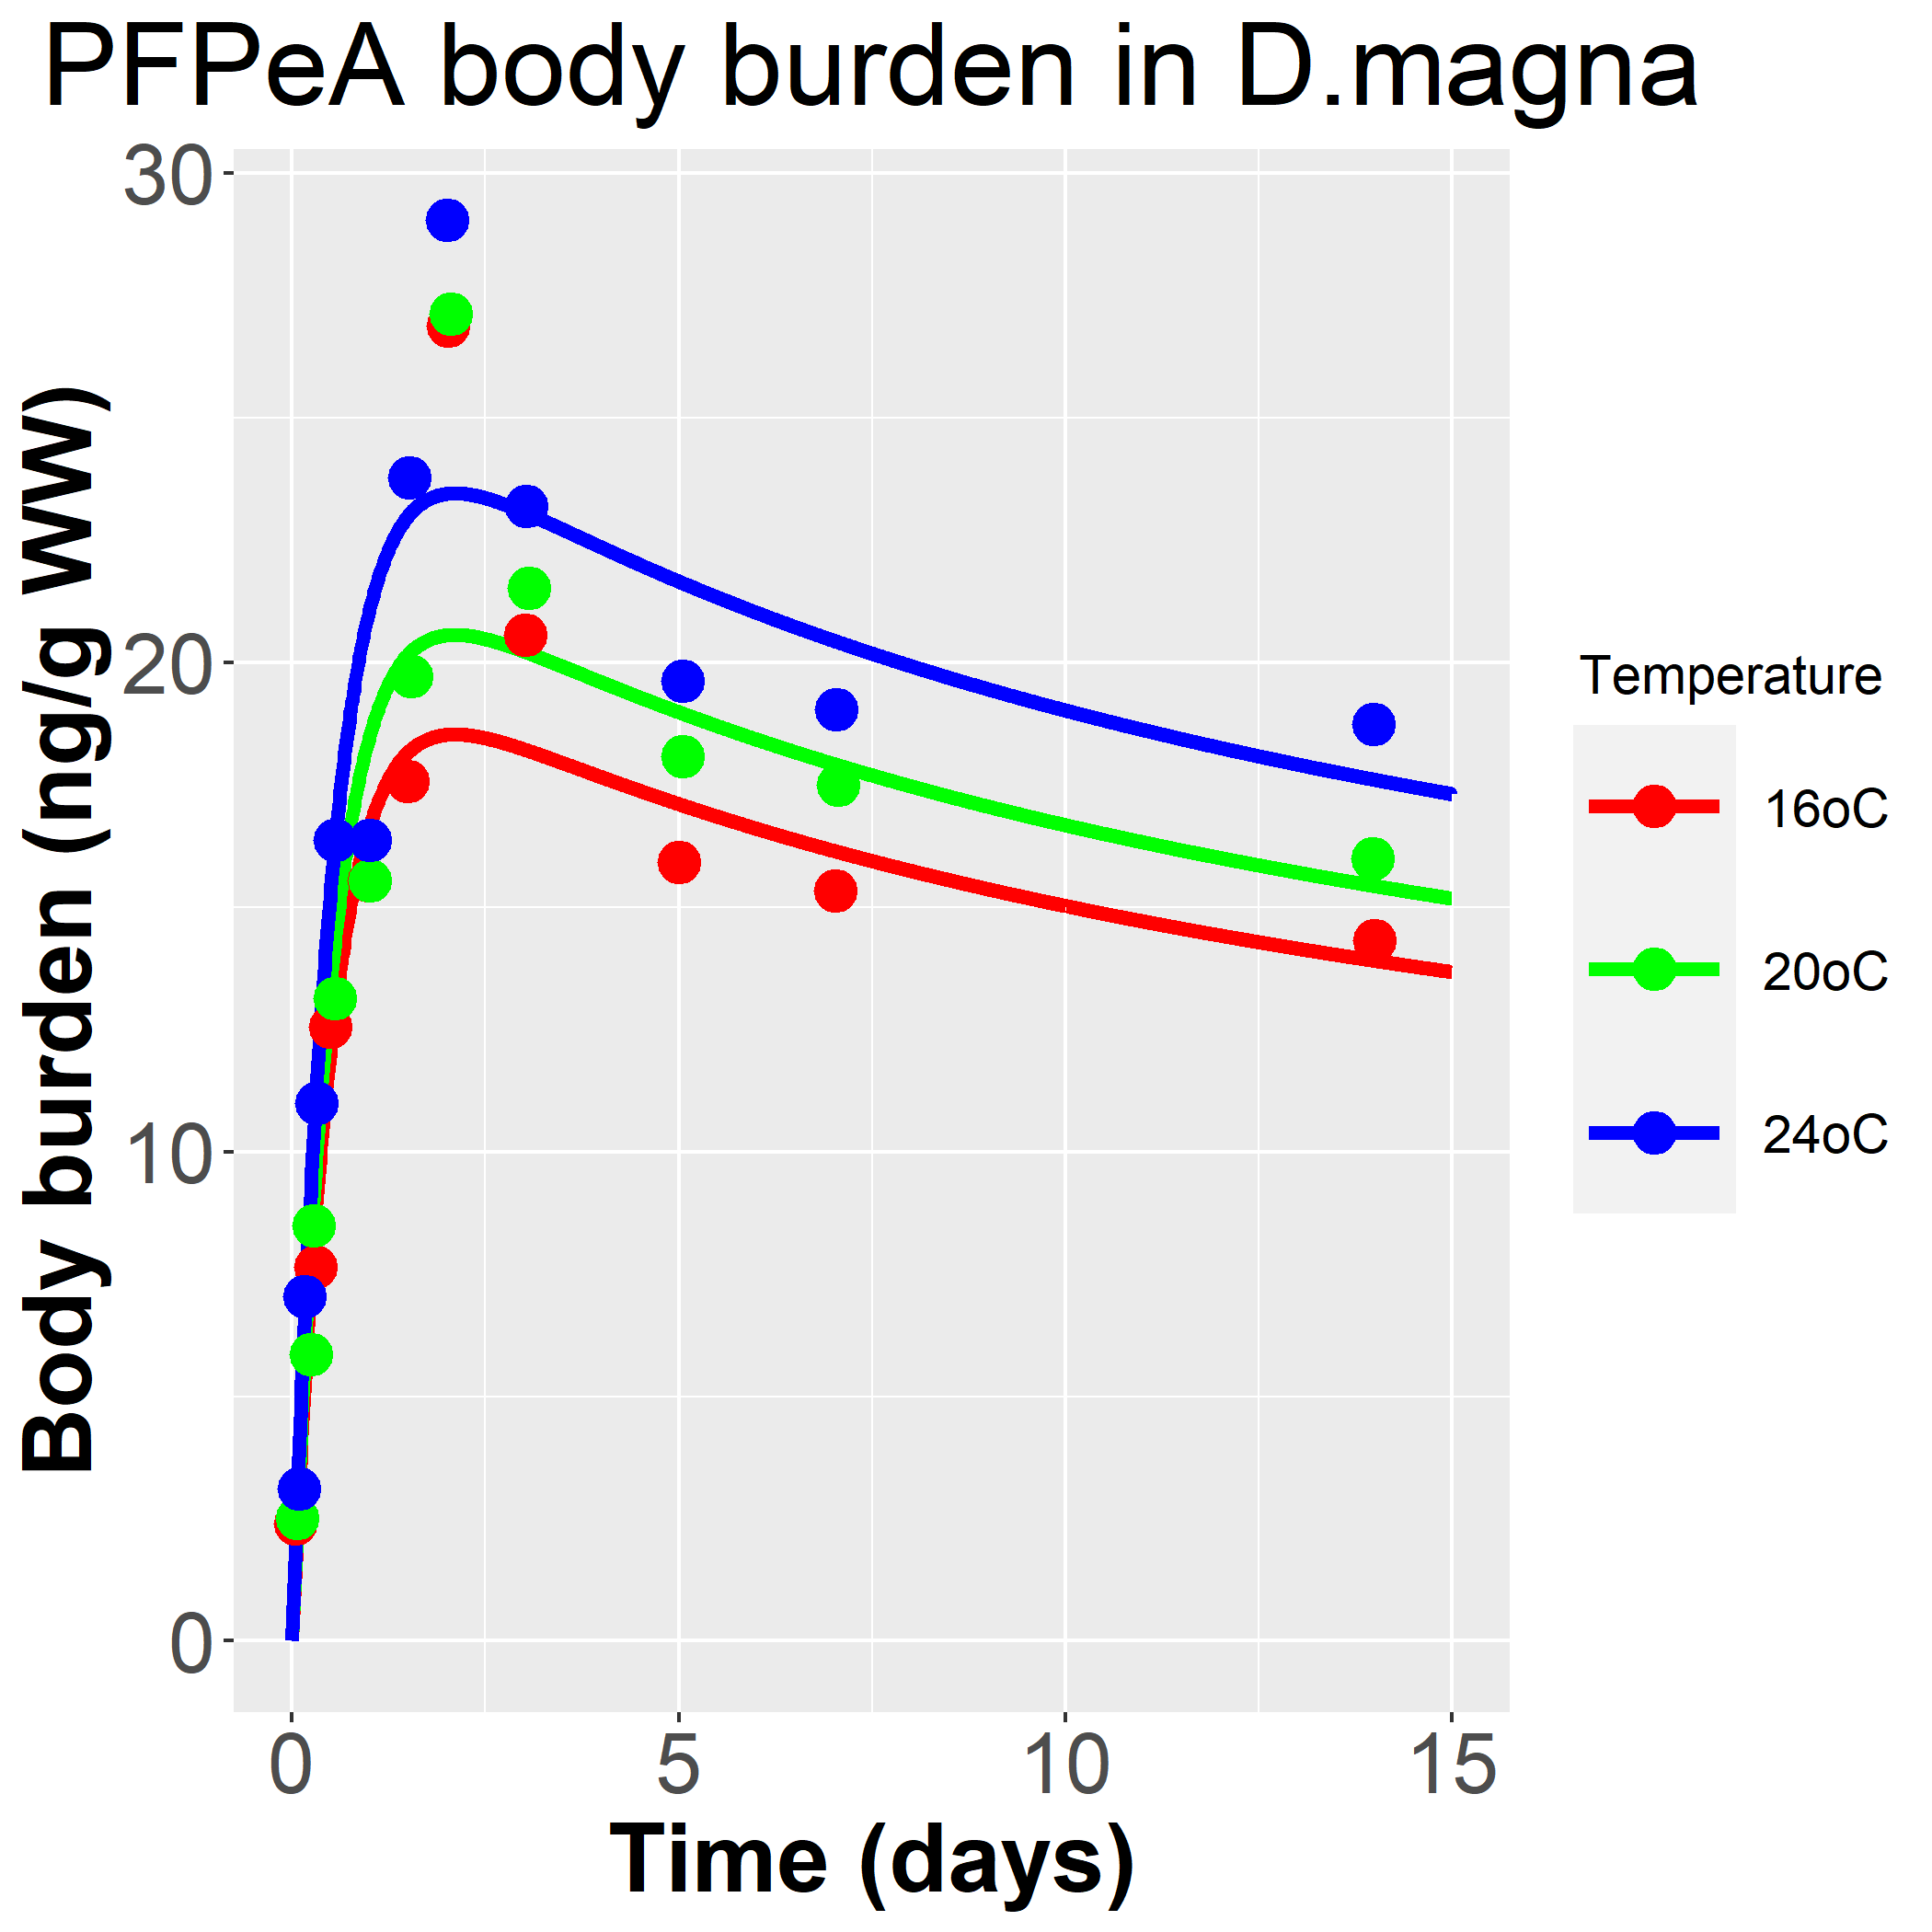 PFPeA body burden in D.magna
Body burden (ng/g WW)
30
20
10
0
0
5
10
15
Time (days)
Temperature
16oC
20oC
24oC